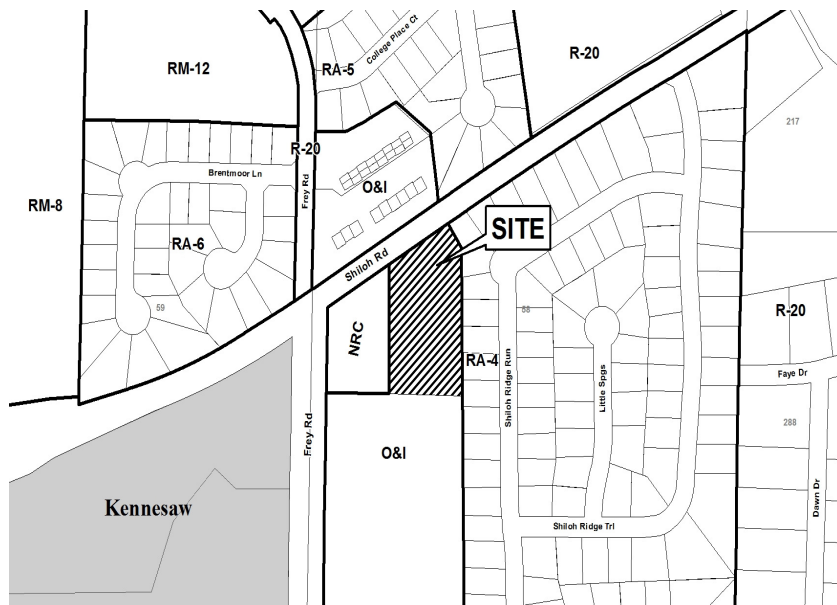 College Place Ct
R-20
RM-12
RA-5
217
R-20
Brentmoor Ln
Frey Rd
O&I
RM-8
SITE
RA-6
Shiloh Rd
59
58
R-20
NRC
RA-4
Shiloh Ridge Run
Little Spgs
Faye Dr
288
Frey Rd
O&I
Kennesaw
Dawn Dr
Shiloh Ridge Trl